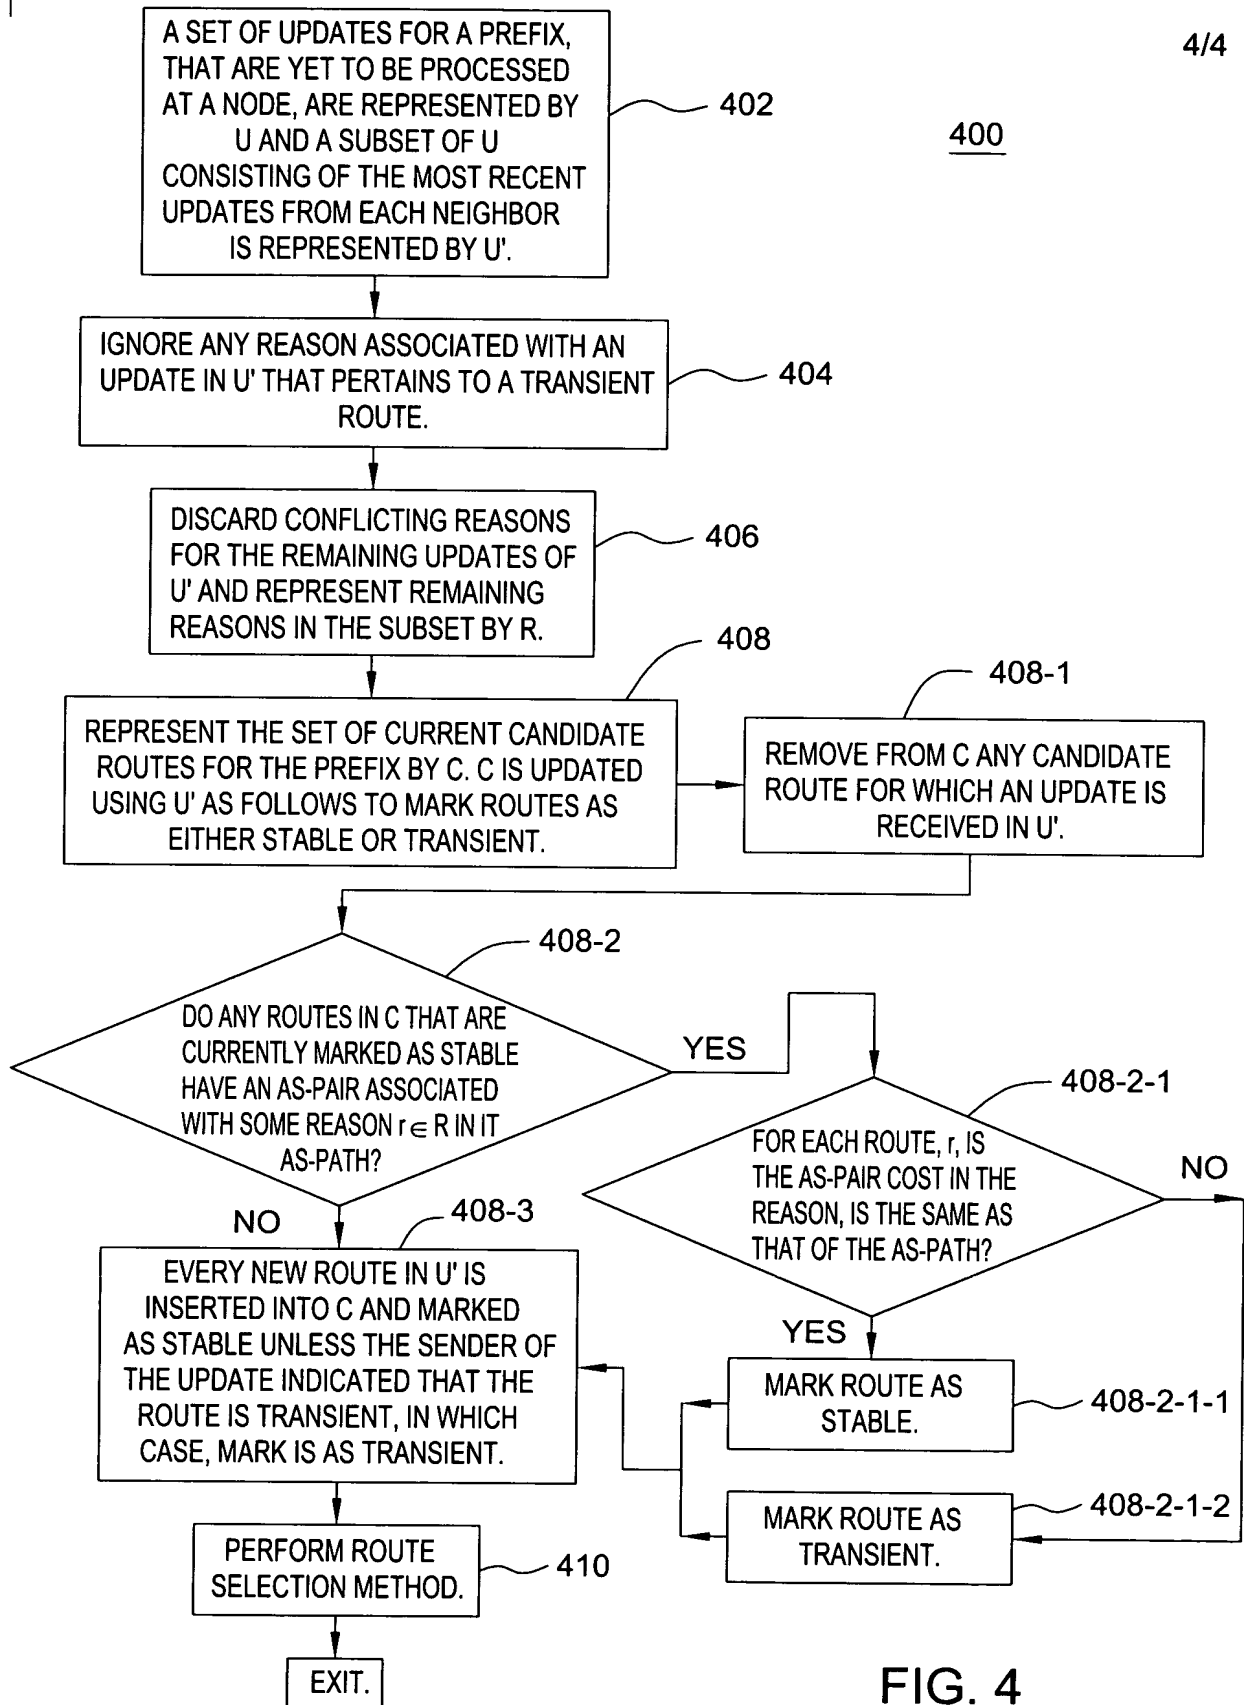 4/4
400
A SET OF UPDATES FOR A PREFIX,
THAT ARE YET TO BE PROCESSED
AT A NODE, ARE REPRESENTED BY
U AND A SUBSET OF U
CONSISTING OF THE MOST RECENT
UPDATES FROM EACH NEIGHBOR
IS REPRESENTED BY U'.
402
IGNORE ANY REASON ASSOCIATED WITH AN
UPDATE IN U' THAT PERTAINS TO A TRANSIENT
ROUTE.
404
DISCARD CONFLICTING REASONS
FOR THE REMAINING UPDATES OF
U' AND REPRESENT REMAINING
REASONS IN THE SUBSET BY R.
406
REPRESENT THE SET OF CURRENT CANDIDATE
ROUTES FOR THE PREFIX BY C. C IS UPDATED
USING U' AS FOLLOWS TO MARK ROUTES AS
EITHER STABLE OR TRANSIENT.
408
REMOVE FROM C ANY CANDIDATE
ROUTE FOR WHICH AN UPDATE IS
RECEIVED IN U'.
408-1
DO ANY ROUTES IN C THAT ARE
CURRENTLY MARKED AS STABLE
HAVE AN AS-PAIR ASSOCIATED
WITH SOME REASON r ∈ R IN IT
AS-PATH?
408-2
YES
NO
FOR EACH ROUTE, r, IS
THE AS-PAIR COST IN THE
REASON, IS THE SAME AS
THAT OF THE AS-PATH?
408-2-1
NO
YES
EVERY NEW ROUTE IN U' IS
INSERTED INTO C AND MARKED
AS STABLE UNLESS THE SENDER OF
THE UPDATE INDICATED THAT THE
ROUTE IS TRANSIENT, IN WHICH
CASE, MARK IS AS TRANSIENT.
408-3
MARK ROUTE AS
STABLE.
408-2-1-1
MARK ROUTE AS
TRANSIENT.
408-2-1-2
PERFORM ROUTE
SELECTION METHOD.
410
EXIT.
FIG. 4